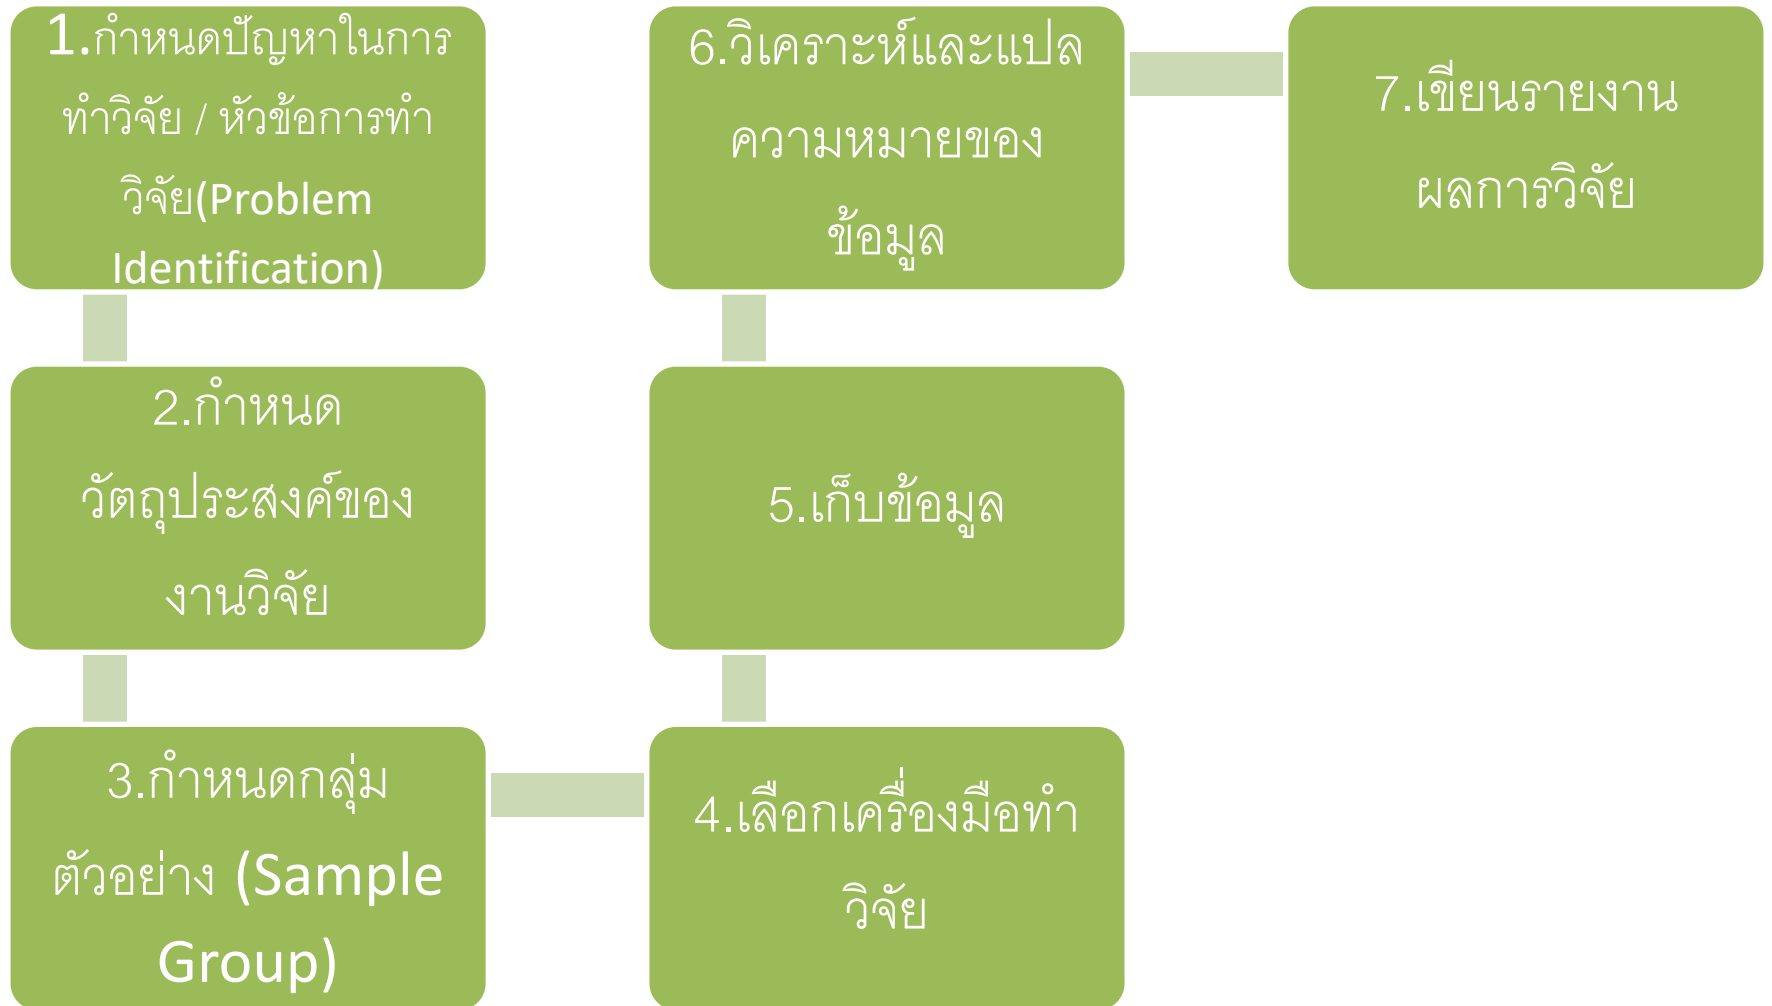 1.กำหนดปัญหาในการ
ทำวิจัย / หัวข้อการทำ
วิจัย(Problem
Identification)
2.กำหนด
วัตถุประสงค์ของ
งานวิจัย
3.กำหนดกลุ่ม
ตัวอย่าง (Sample
Group)
4.เลือกเครื่องมือทำ
วิจัย
5.เก็บข้อมูล
6.วิเคราะห์และแปล
ความหมายของ
ข้อมูล
7.เขียนรายงาน
ผลการวิจัย